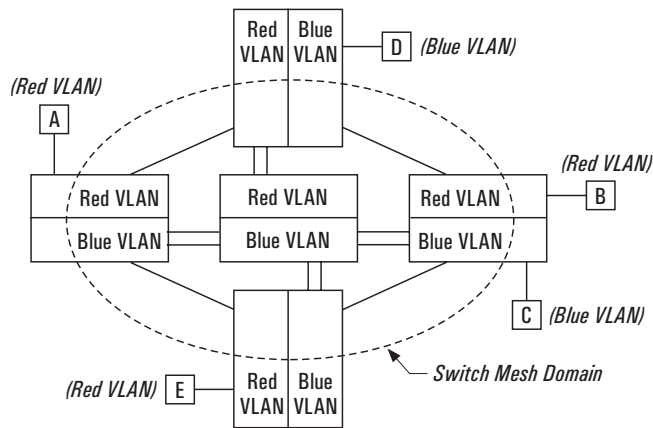 Red VLAN
Blue VLAN
D (Blue VLAN)
(Red VLAN)
A
(Red VLAN)
B
Red VLAN
Red VLAN
Red VLAN
Blue VLAN
Blue VLAN
Blue VLAN
C (Blue VLAN)
Switch Mesh Domain
(Red VLAN) E
Red VLAN
Blue VLAN